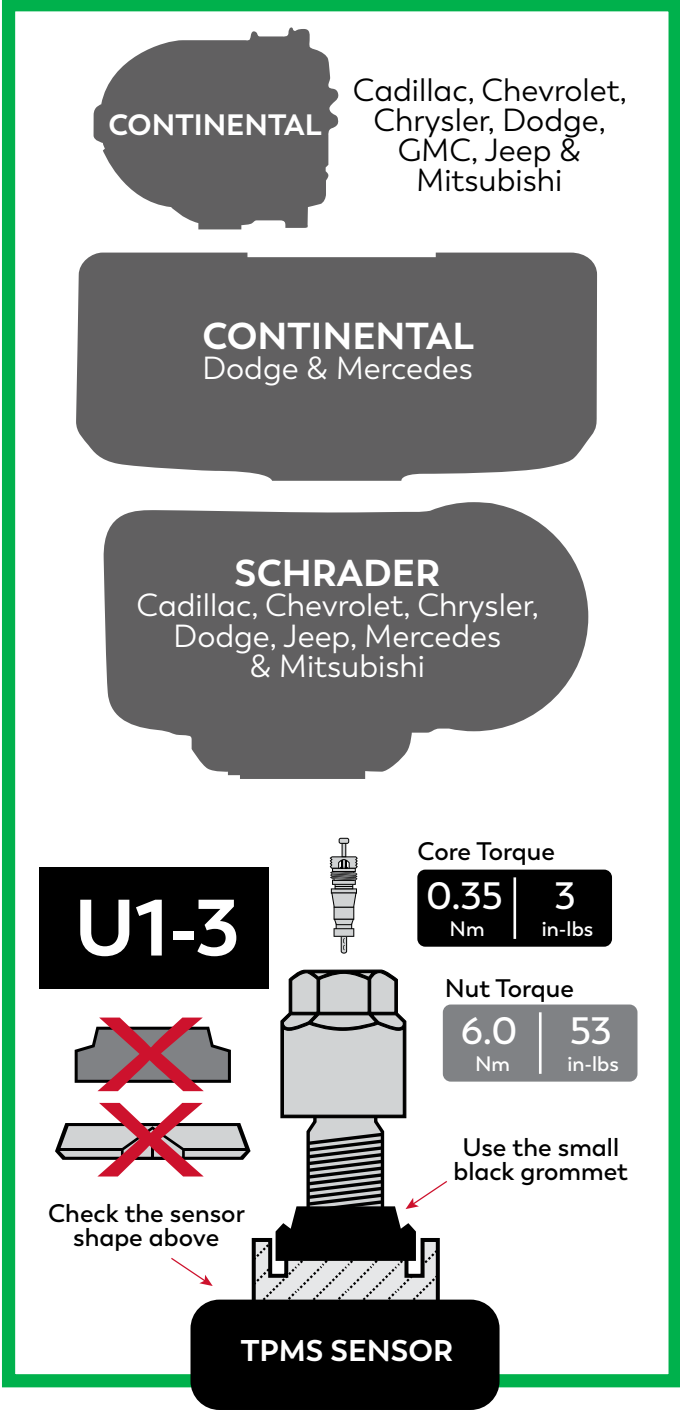 CONTINENTAL
Cadillac, Chevrolet,
Chrysler, Dodge,
GMC, Jeep &
Mitsubishi
CONTINENTAL
Dodge & Mercedes
SCHRADER
Cadillac, Chevrolet, Chrysler,
Dodge, Jeep, Mercedes
& Mitsubishi
U1-3
Core Torque
0.35 3
Nm in-lbs
Nut Torque
6.0 53
Nm in-lbs
Use the small
black grommet
Check the sensor
shape above
TPMS SENSOR